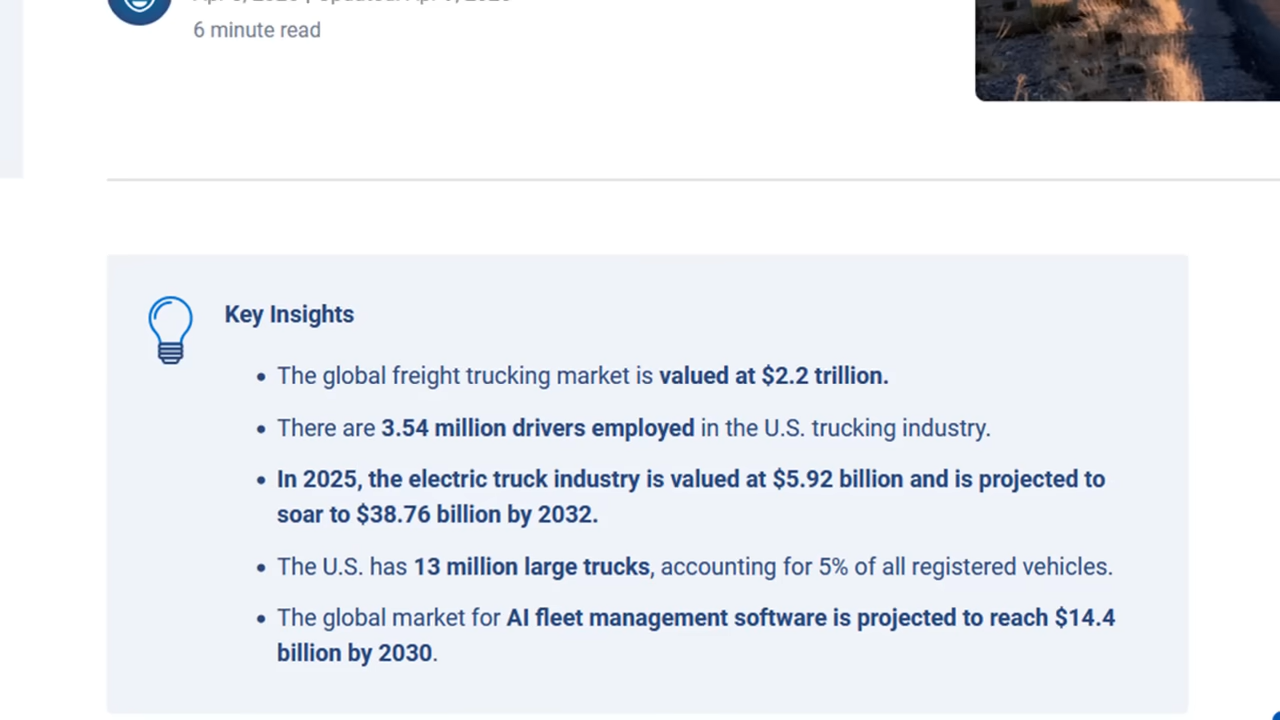 6 minute read
Key Insights
• The global freight trucking market is valued at $2.2 trillion.
• There are 3.54 million drivers employed in the U.S. trucking industry.
• In 2025, the electric truck industry is valued at $5.92 billion and is projected to
soar to $38.76 billion by 2032.
• The U.S. has 13 million large trucks, accounting for 5% of all registered vehicles.
• The global market for AI fleet management software is projected to reach $14.4
billion by 2030.